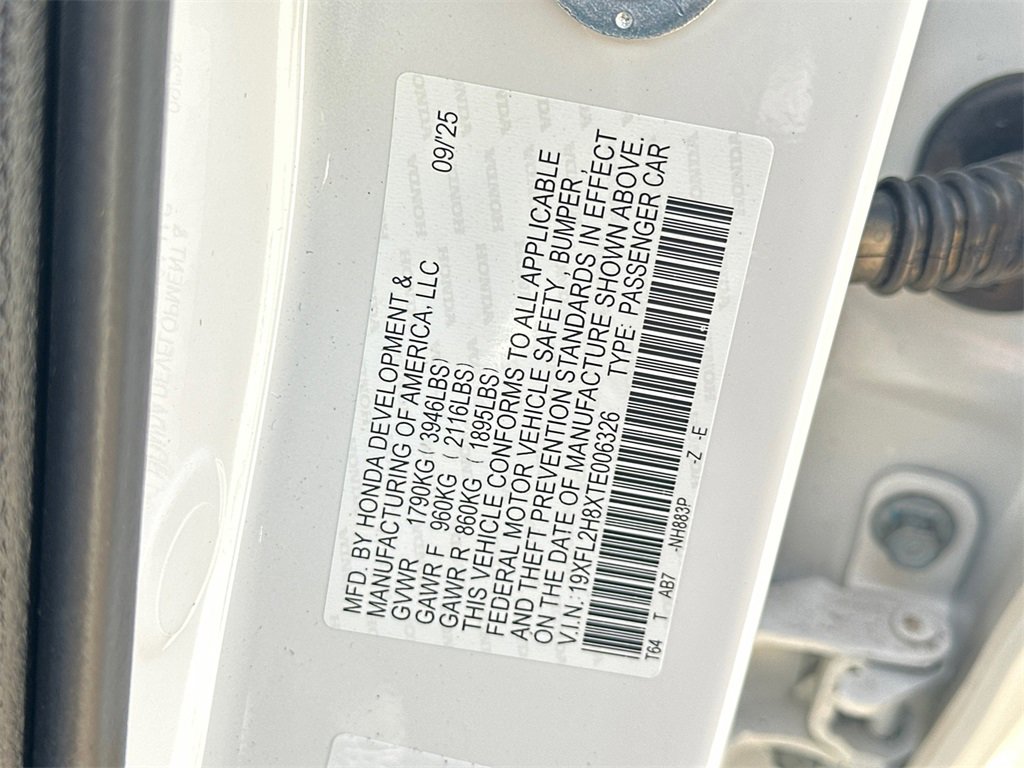 09/'25
MFD. BY HONDA DEVELOPMENT &
MANUFACTURING OF AMERICA, LLC
GVWR 1790KG ( 3946LBS)
GAWR F 960KG ( 2116LBS)
GAWR R 860KG ( 1895LBS)
THIS VEHICLE CONFORMS TO ALL APPLICABLE
FEDERAL MOTOR VEHICLE SAFETY, BUMPER,
AND THEFT PREVENTION STANDARDS IN EFFECT
ON THE DATE OF MANUFACTURE SHOWN ABOVE.
V.I.N: 19XFL2H8XTE006326 TYPE: PASSENGER CAR
T64 T AB7 -NH883P -Z -E